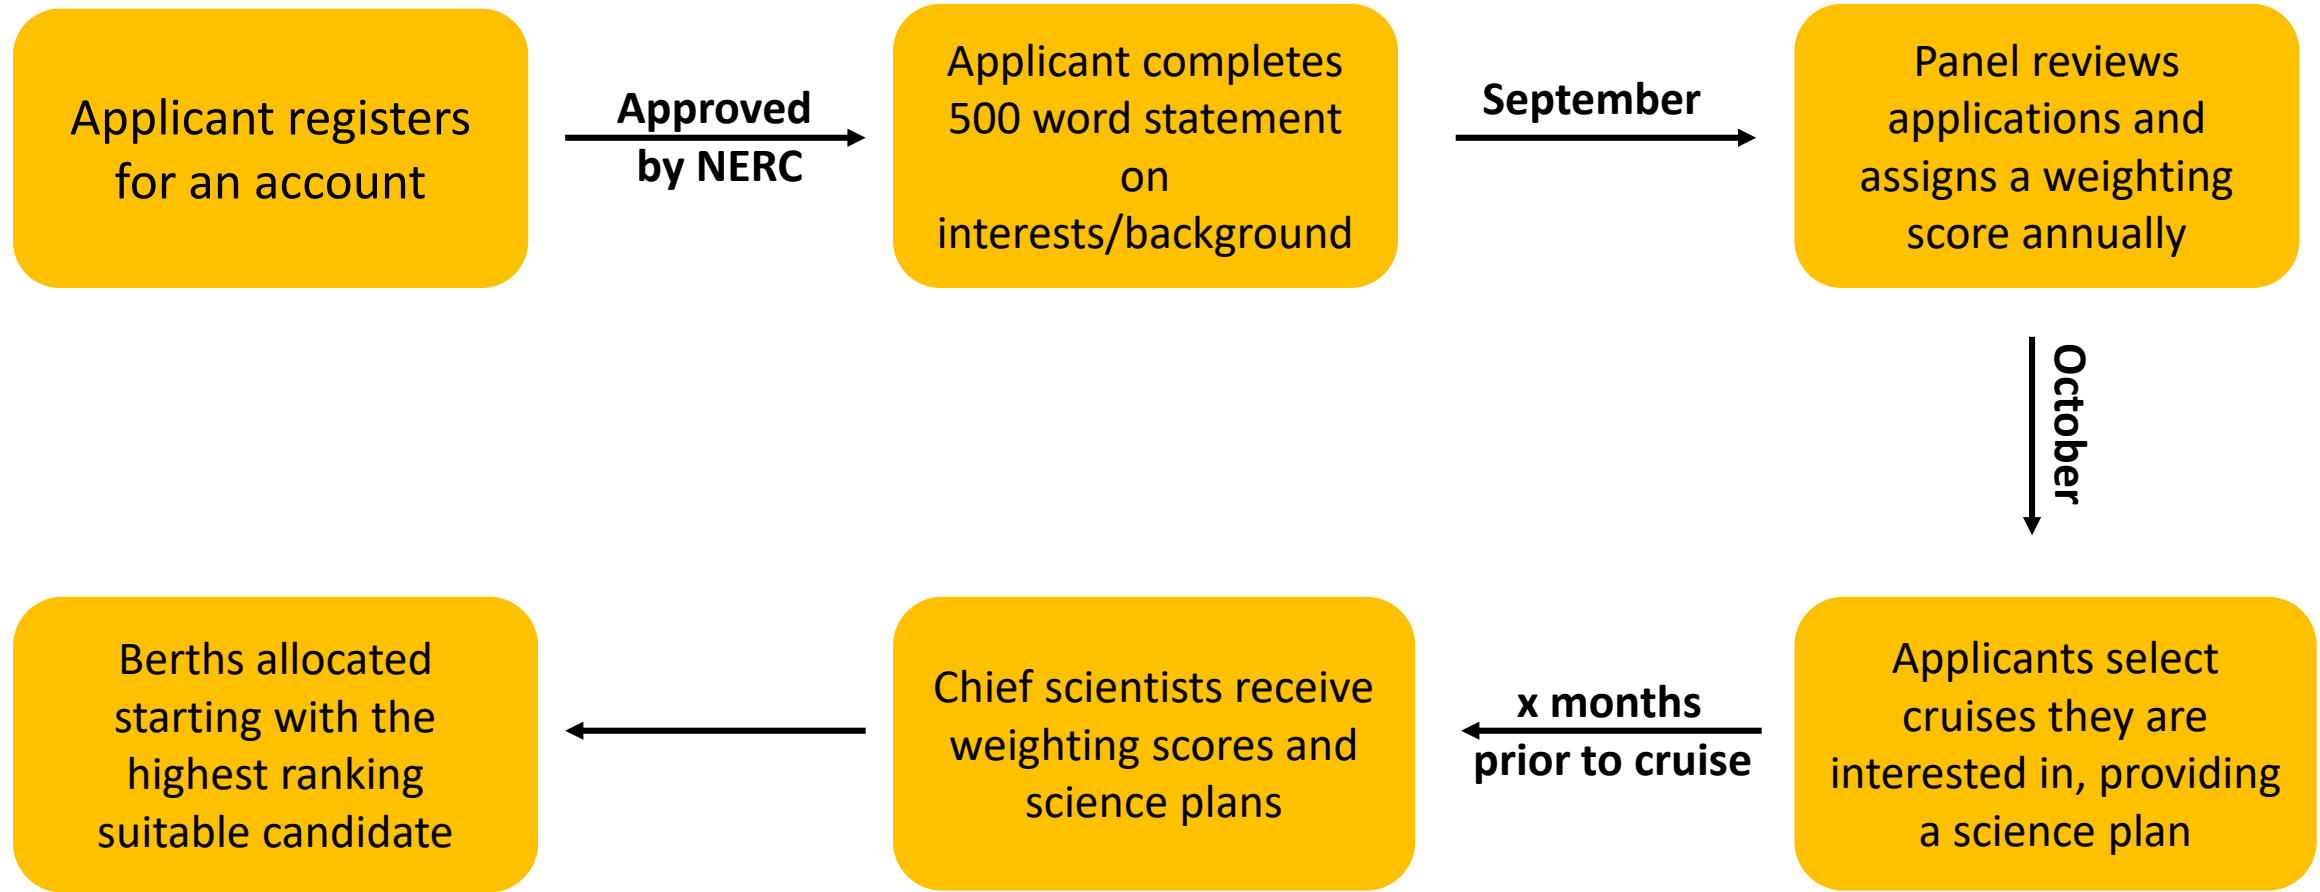 Applicant registers
for an account
Approved
by NERC
Applicant completes
500 word statement
on
interests/background
September
Panel reviews
applications and
assigns a weighting
score annually
October
Applicants select
cruises they are
interested in, providing
a science plan
x months
prior to cruise
Chief scientists receive
weighting scores and
science plans
Berths allocated
starting with the
highest ranking
suitable candidate